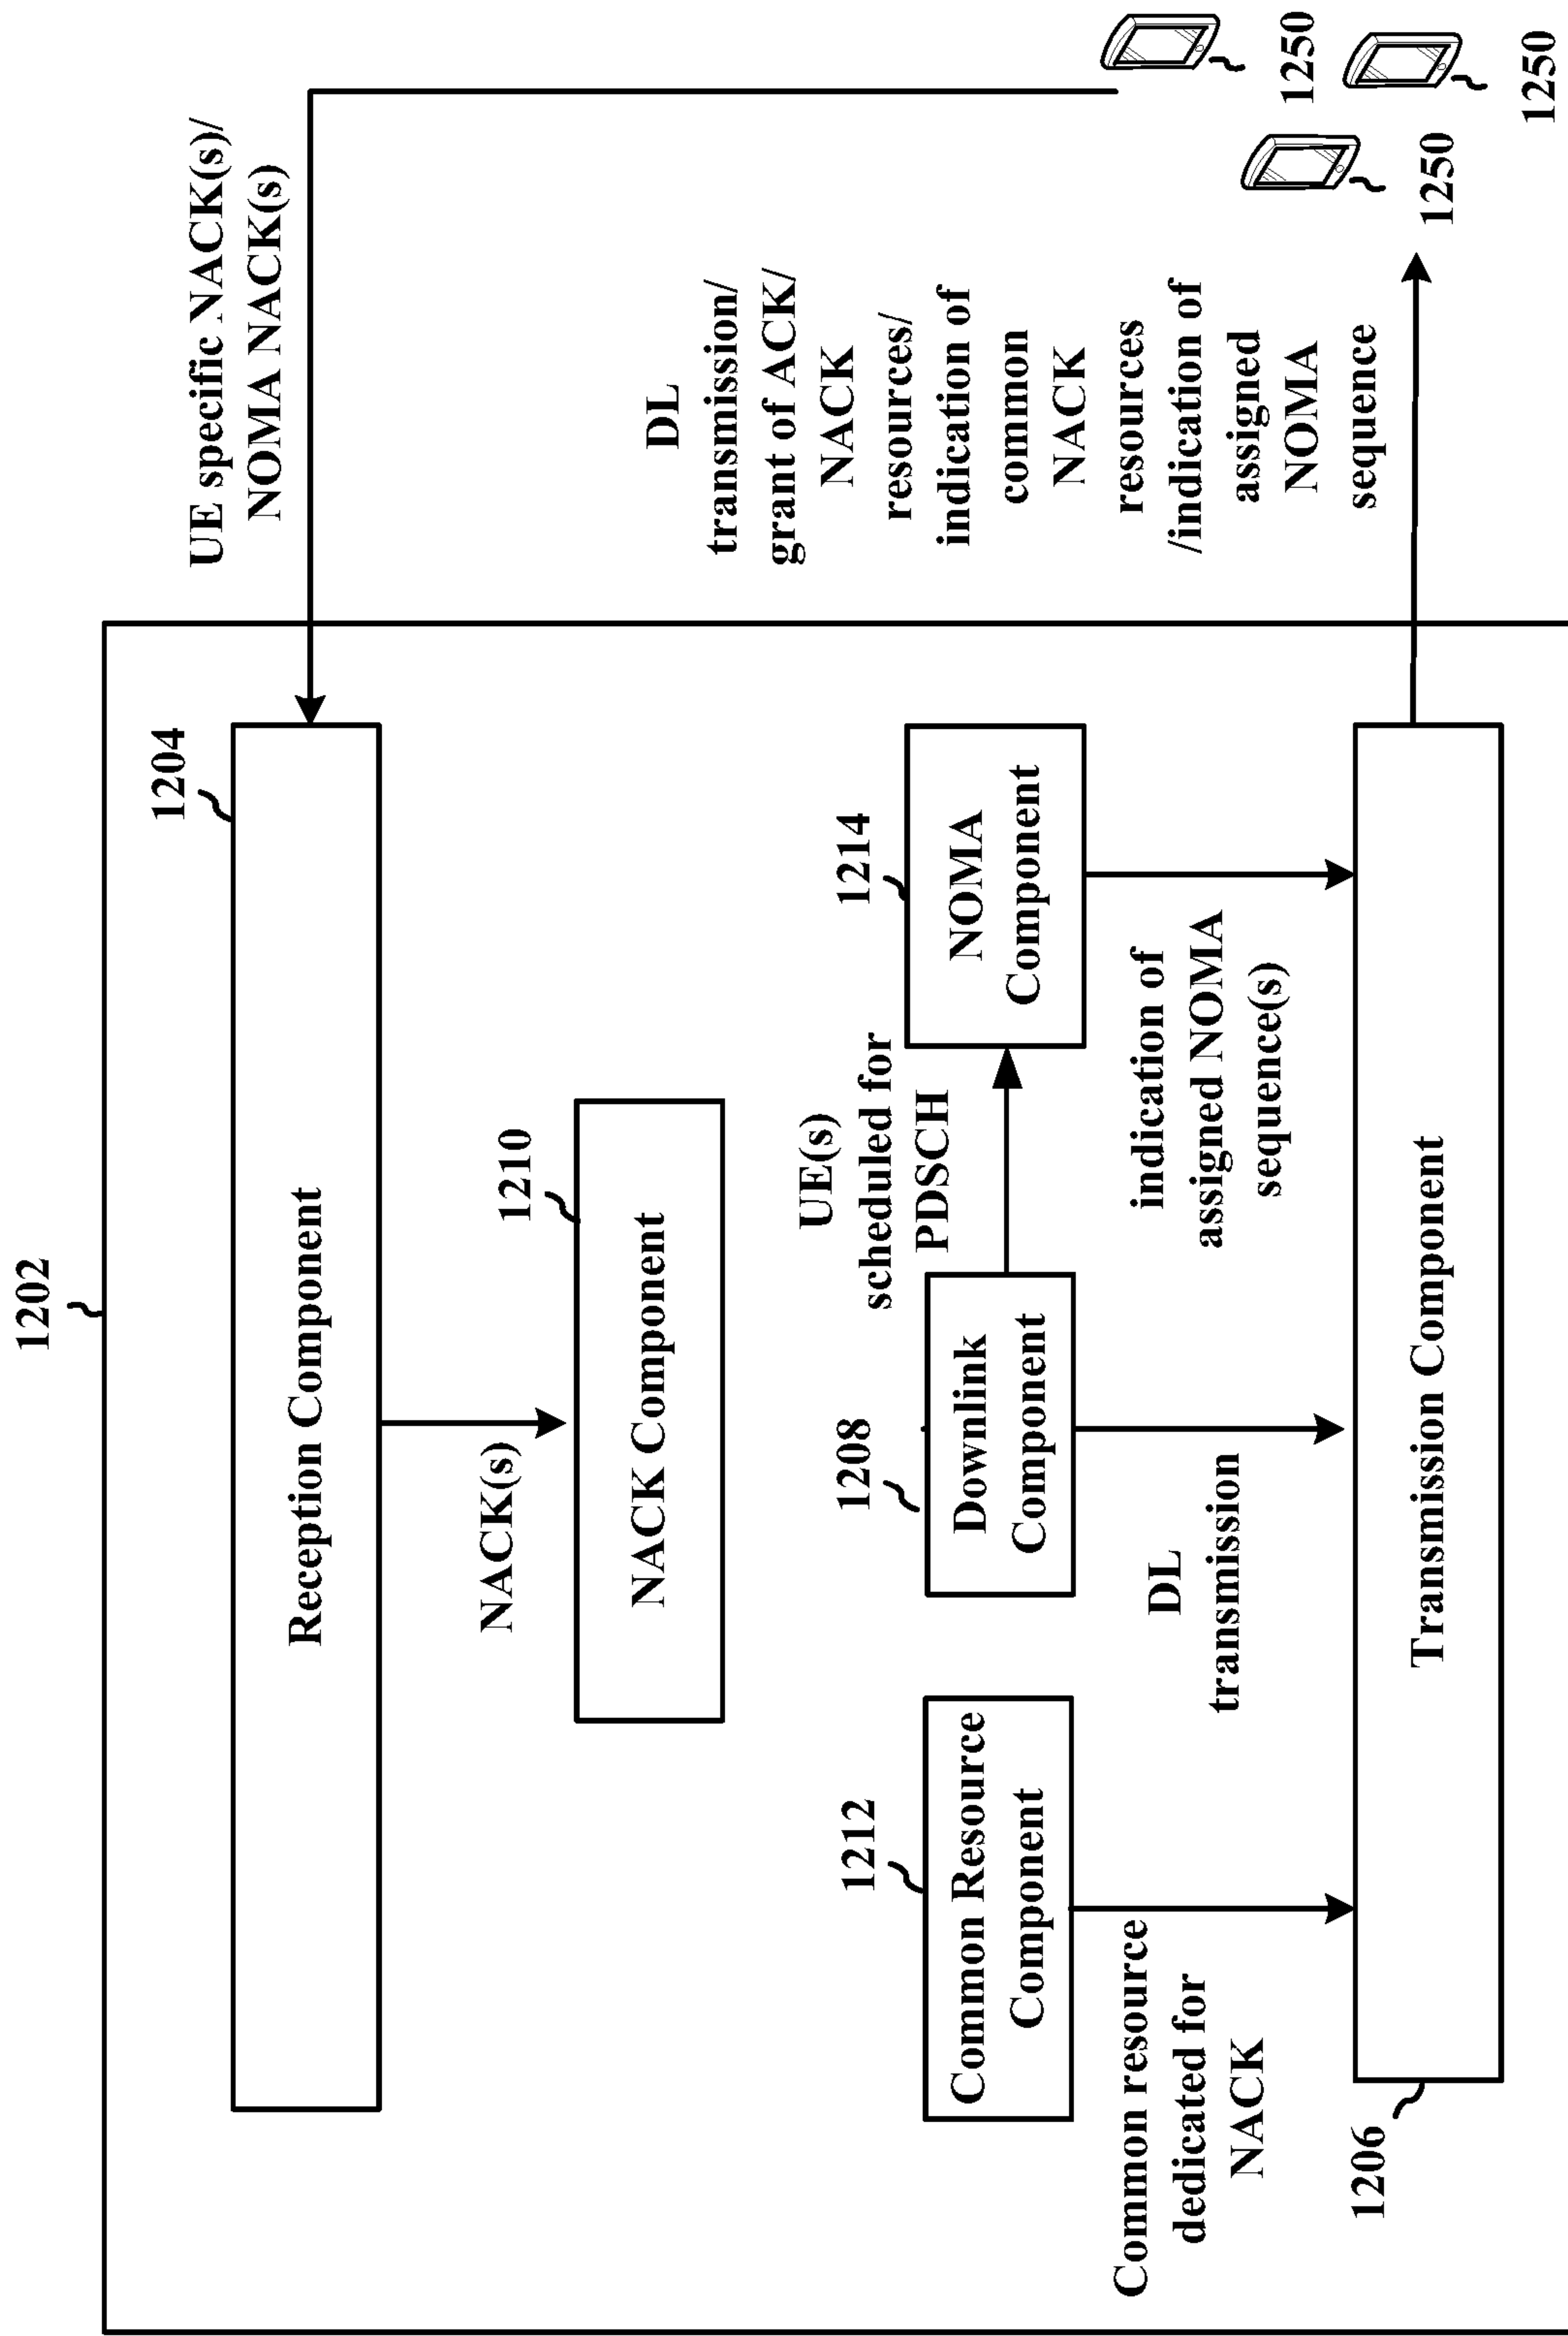 1202
1204
Reception Component
UE specific NACK(s)/
NOMA NACK(s)
NACK(s)
1210
NACK Component
1212
Common Resource
Component
1208
Downlink
Component
UE(s)
scheduled for
PDSCH
1214
NOMA
Component
Common resource
dedicated for
NACK
DL
transmission
indication of
assigned NOMA
sequence(s)
1206
Transmission Component
DL
transmission/
grant of ACK/
NACK
resources/
indication of
common
NACK
resources
/indication of
assigned
NOMA
sequence
1250
1250
1250